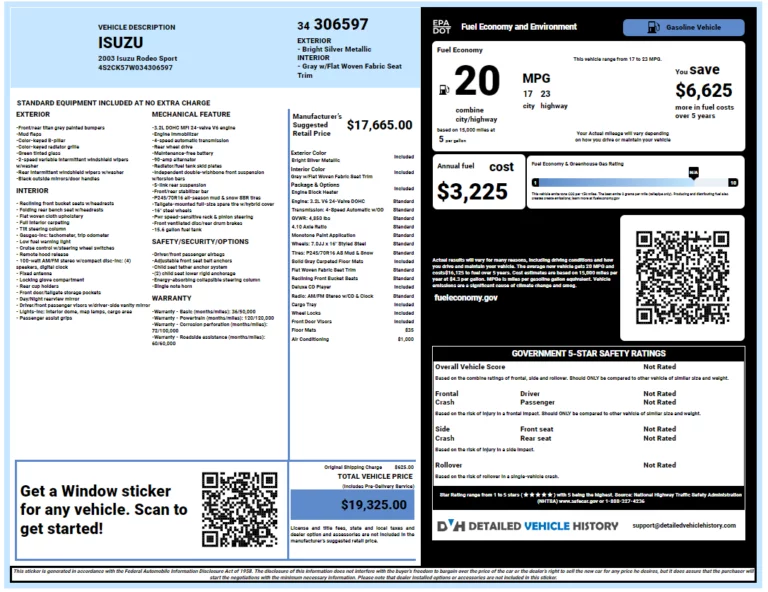 VEHICLE DESCRIPTION
ISUZU
2003 Isuzu Rodeo Sport
4S2CK57W034306597
34 306597
EXTERIOR
- Bright Silver Metallic
INTERIOR
- Gray w/Flat Woven Fabric Seat
Trim
STANDARD EQUIPMENT INCLUDED AT NO EXTRA CHARGE
EXTERIOR
-Front/rear titan grey painted bumpers
-Mud flaps
-Color-keyed B-pillar
-Color-keyed radiator grille
-Green tinted glass
-2-speed variable intermittent windshield wipers
w/washer
-Rear intermittent windshield wipers w/washer
-Black outside mirrors/door handles
INTERIOR
- Reclining front bucket seats w/headrests
- Folding rear bench seat w/headrests
- Flat woven cloth upholstery
- Full interior carpeting
- Tilt steering column
- Gauges-inc: tachometer, trip odometer
- Low fuel warning light
- Cruise control w/steering wheel switches
- Remote hood release
- 100-watt AM/FM stereo w/compact disc-inc: (4)
speakers, digital clock
- Fixed antenna
- Locking glove compartment
- Rear cup holders
- Front door/tailgate storage pockets
- Day/Night rearview mirror
- Driver/front passenger visors w/driver-side vanity mirror
- Lights-inc: interior dome, map lamps, cargo area
- Passenger assist grips
MECHANICAL FEATURE
-3.2L DOHC MPI 24-valve V6 engine
-Engine immobilizer
-4-speed automatic transmission
-Rear wheel drive
-Maintenance-free battery
-90-amp alternator
-Radiator/fuel tank skid plates
-Independent double-wishbone front suspension
w/torsion bars
-5-link rear suspension
-Front/rear stabilizer bar
-P245/70R16 all-season mud & snow SBR tires
-Tailgate-mounted full-size spare tire w/hybrid cover
-16" steel wheels
-Pwr speed-sensitive rack & pinion steering
-Front ventilated disc/rear drum brakes
-15.6 gallon fuel tank
SAFETY/SECURITY/OPTIONS
-Driver/front passenger airbags
-Adjustable front seat belt anchors
-Child seat tether anchor system
-(2) child seat lower right anchorage
-Energy-absorbing collapsible steering column
-Single note horn
WARRANTY
-Warranty - Basic (months/miles): 36/50,000
-Warranty - Powertrain (months/miles): 120/120,000
-Warranty - Corrosion perforation (months/miles):
72/100,000
-Warranty - Roadside assistance (months/miles):
60/60,000
Manufacturer's
Suggested
Retail Price
$17,665.00
Exterior Color
Bright Silver Metallic Included
Interior Color
Gray w/Flat Woven Fabric Seat Trim Included
Package & Options
Engine Block Heater Included
Engine: 3.2L V6 24-Valve DOHC Standard
Transmission: 4-Speed Automatic w/OD Standard
GVWR: 4,850 lbs Standard
4.10 Axle Ratio Standard
Monotone Paint Application Standard
Wheels: 7.0J x 16" Styled Steel Standard
Tires: P245/70R16 AS Mud & Snow Standard
Solid Gray Carpeted Floor Mats Included
Flat Woven Fabric Seat Trim Standard
Reclining Front Bucket Seats Standard
Deluxe CD Player Included
Radio: AM/FM Stereo w/CD & Clock Standard
Cargo Tray Included
Wheel Locks Included
Front Door Visors Included
Floor Mats $35
Air Conditioning $1,000
Original Shipping Charge $625.00
TOTAL VEHICLE PRICE
(Includes Pre-Delivery Service)
$19,325.00
License and title fees, state and local taxes and
dealer option and assessories are not included in the
manufacturer's suggested retail price.
Get a Window sticker
for any vehicle. Scan to
get started!
EPA
DOT
Fuel Economy and Environment
Gasoline Vehicle
Fuel Economy
20
MPG
17 23
city highway
combine
city/highway
This vehicle range from 17 to 23 MPG.
based on 15,000 miles at
5 per gallon
Your Actual mileage will vary depending
on how you drive or maintain your vehicle
You save
$6,625
more in fuel costs
over 5 years
Annual fuel cost
$3,225
Fuel Economy & Greenhouse Gas Rating
N/A
1
10
Actual results will vary for many reasons, including driving conditions and how
you drive and maintain your vehicle. The average new vehicle gets 20 MPG and
costs$16,125 to fuel over 5 years. Cost estimates are based on 15,000 miles per
year at $4.3 per gallon. MPGe is miles per gasoline gallon equivalent. Vehicle
emissions are a significant cause of climate change and smog.
fueleconomy.gov
GOVERNMENT 5-STAR SAFETY RATINGS
Overall Vehicle Score Not Rated
Based on the combine ratings of frontal, side and rollover. Should ONLY be compared to other vehicle of similar size and weight.
Frontal Driver Not Rated
Crash Passenger Not Rated
Based on the risk of injury in a frontal impact. Should ONLY be compared to other vehicle of similar size and weight.
Side Front seat Not Rated
Crash Rear seat Not Rated
Based on the risk of injury in a side impact.
Rollover Not Rated
Based on the risk of rollover in a single-vehicle crash.
Star Rating range from 1 to 5 stars (★★★★★) with 5 being the highest. Source: National Highway Traffic Safety Administration
(NHTSA) www.safecar.gov or 1-888-327-4236
DVH DETAILED VEHICLE HISTORY
support@detailedvehiclehistory.com
This sticker is generated in accordance with the Federal Automobile Information Disclosure Act of 1958. The disclosure of this information does not interfere with the buyer's freedom to bargain over the price of the car or the dealer's right to sell the new car for any price he desires, but it does assure that the purchaser will
start the negotiations with the minimum necessary information. Please note that dealer installed options or accessories are not included in this sticker.